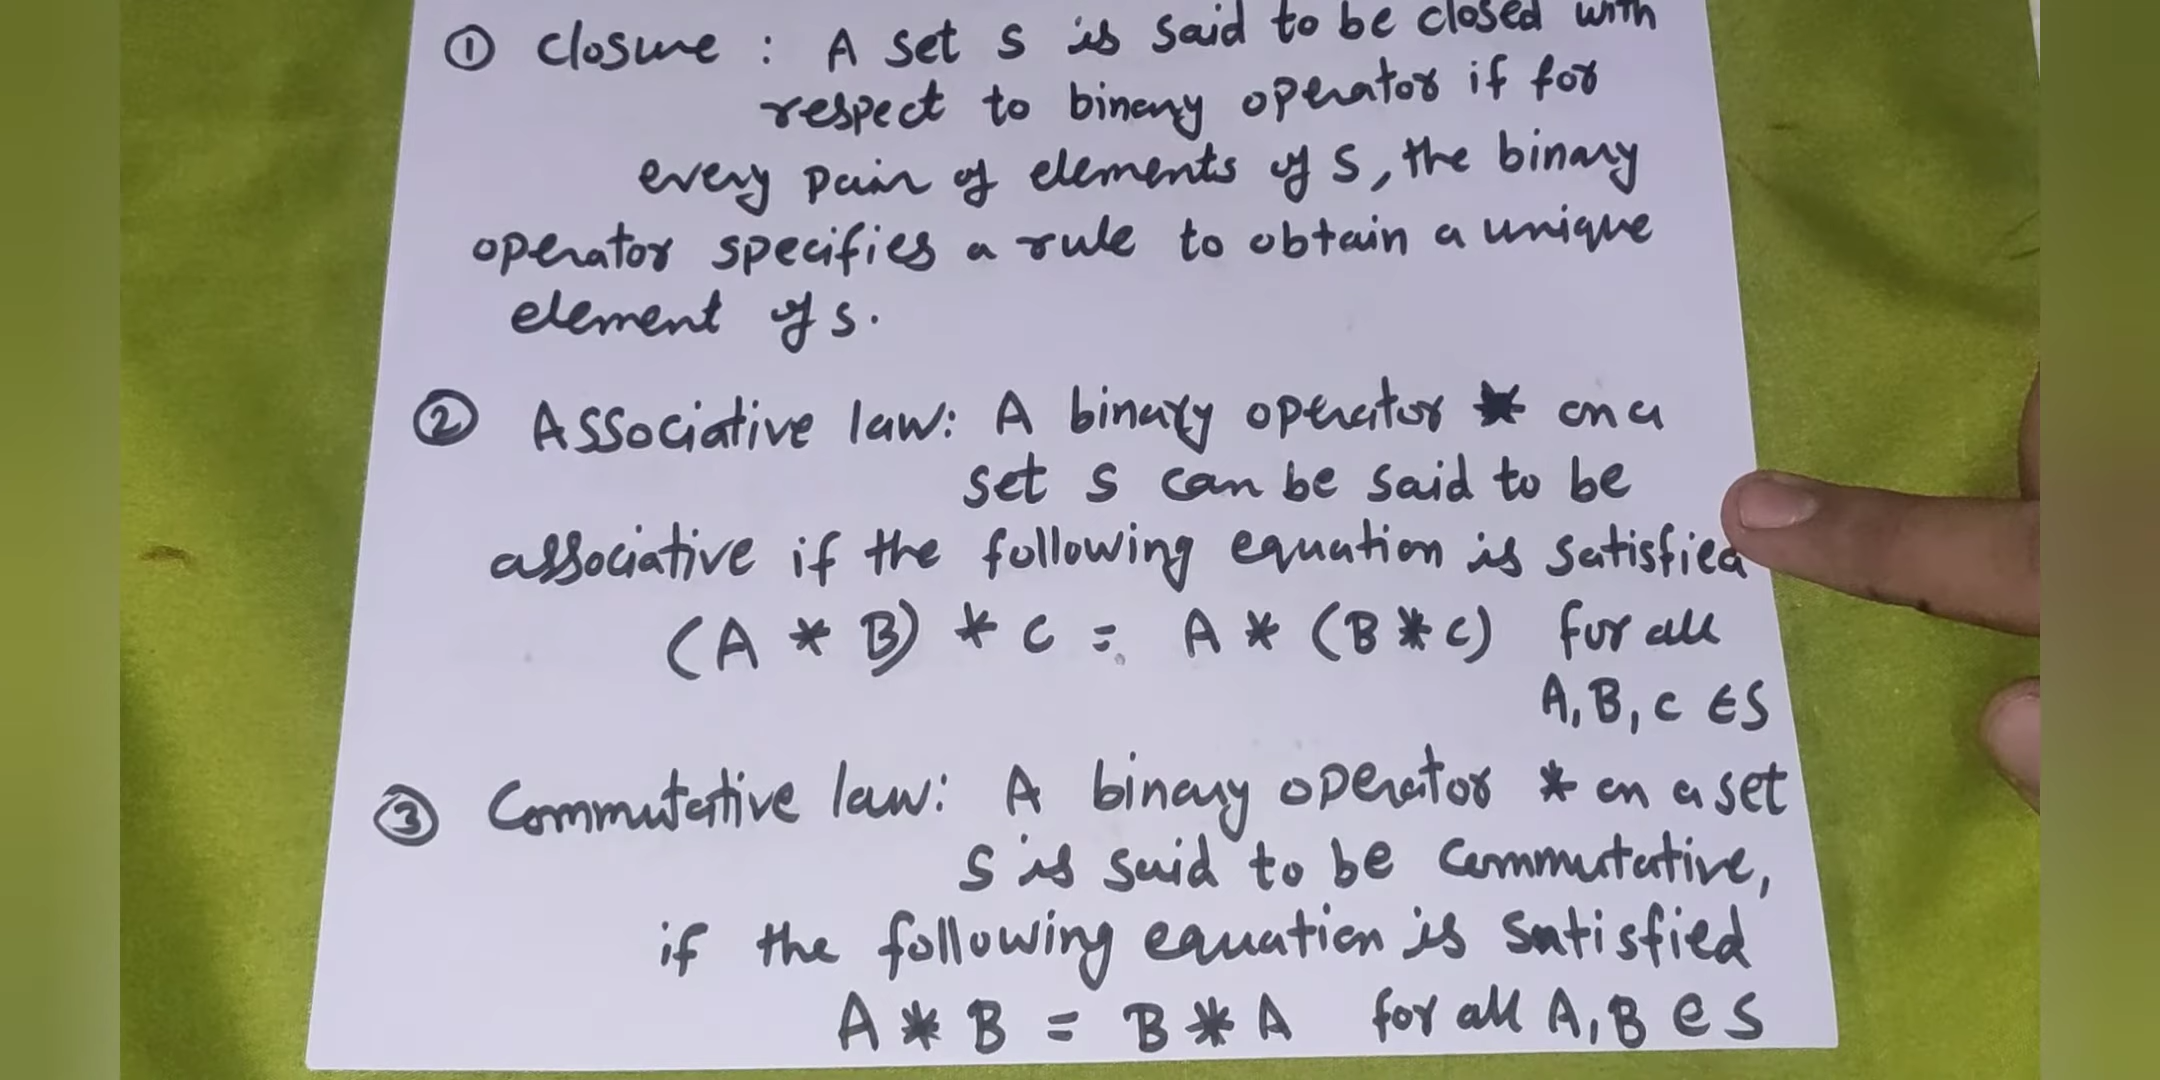 ① Closure : A set S is said to be closed with
respect to binary operator if for
every pair of elements of S, the binary
operator specifies a rule to obtain a unique
element of S.
② Associative law: A binary operator * on a
set S can be said to be
associative if the following equation is satisfied
(A * B) * C = A * (B * C) for all
A, B, C ∈ S
③ Commutative law: A binary operator * on a set
S is said to be commutative,
if the following equation is satisfied
A * B = B * A for all A, B ∈ S